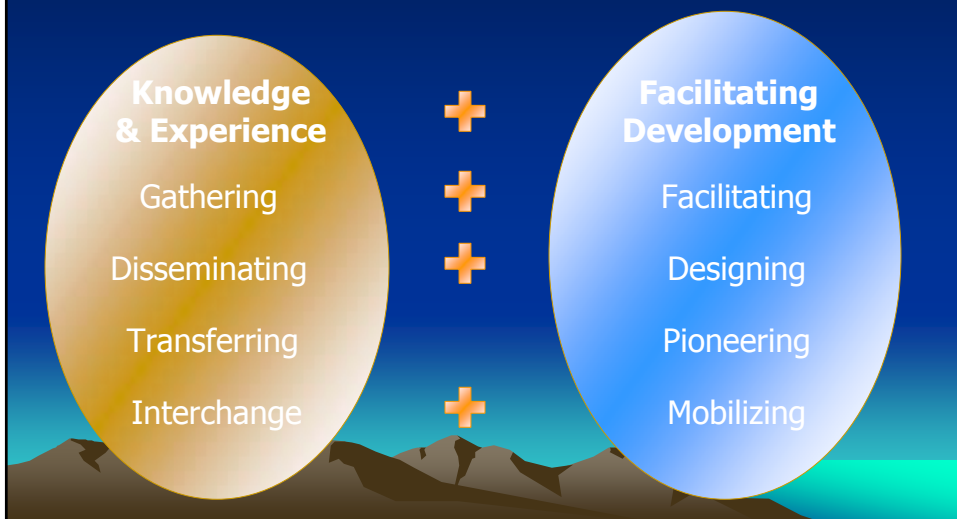 Knowledge
& Experience
Gathering
Disseminating
Transferring
Interchange
Facilitating
Development
Facilitating
Designing
Pioneering
Mobilizing